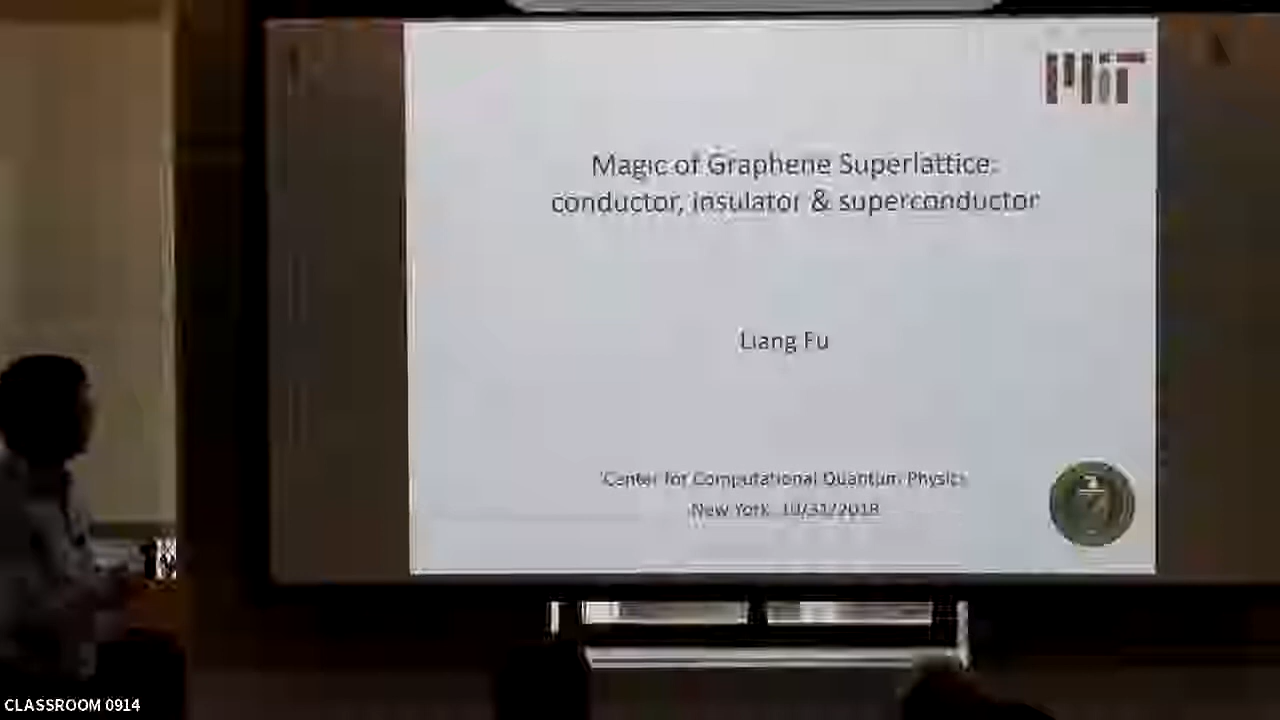 MIT
Magic of Graphene Superlattice:
conductor, insulator & superconductor
Liang Fu
Center for Computational Quantum Physics
New York, 10/31/2018
CLASSROOM 0914